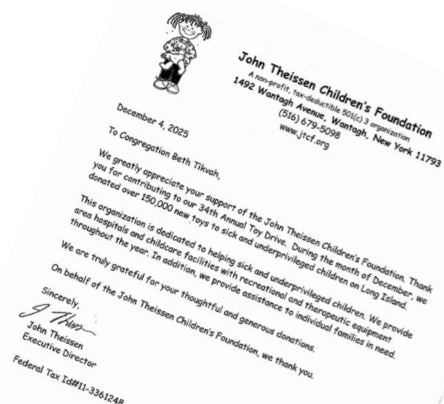 John Theissen Children's Foundation
A non-profit, tax-deductible 501(c) 3 organization
1492 Wantagh Avenue, Wantagh, New York 11793
(516) 679-5098
www.jtcf.org
December 4, 2025
To Congregation Beth Tikvah,
We greatly appreciate your support of the John Theissen Children's Foundation. Thank
you for contributing to our 34th Annual Toy Drive. During the month of December, we
donated over 150,000 new toys to sick and underprivileged children on Long Island.
This organization is dedicated to helping sick and underprivileged children. We provide
area hospitals and childcare facilities with recreational and therapeutic equipment
throughout the year. In addition, we provide assistance to individual families in need.
We are truly grateful for your thoughtful and generous donations.
On behalf of the John Theissen Children's Foundation, we thank you.
Sincerely,
John Theissen
Executive Director
Federal Tax Id#11-3361248